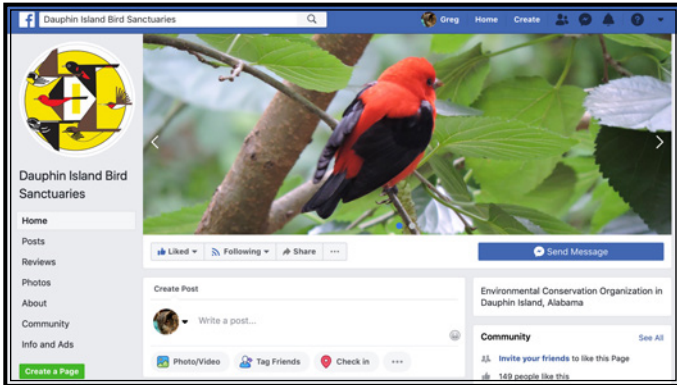 Dauphin Island Bird Sanctuaries
Greg
Home
Create
Dauphin Island Bird
Sanctuaries
Home
Posts
Reviews
Photos
About
Community
Info and Ads
Create a Page
Liked
Following
Share
Send Message
Create Post
Write a post...
Photo/Video
Tag Friends
Check in
Environmental Conservation Organization in
Dauphin Island, Alabama
Community
See All
Invite your friends to like this Page
149 people like this